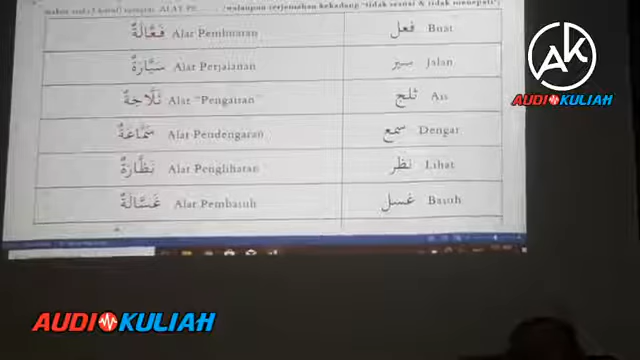 (walaupun terjemahan kekadang "tidak sesuai & tidak menepati")
فَعَّالَةٌ Alat Pembuatan فعل Buat
سَيَّارَةٌ Alat Perjalanan سير Jalan
ثَلَّاجَةٌ Alat "Pengairan" ثلج Ais
سَمَّاعَةٌ Alat Pendengaran سمع Dengar
نَظَّارَةٌ Alat Penglihatan نظر Lihat
غَسَّالَةٌ Alat Pembasuh غسل Basuh
AK
AUDIOKULIAH
AUDIOKULIAH